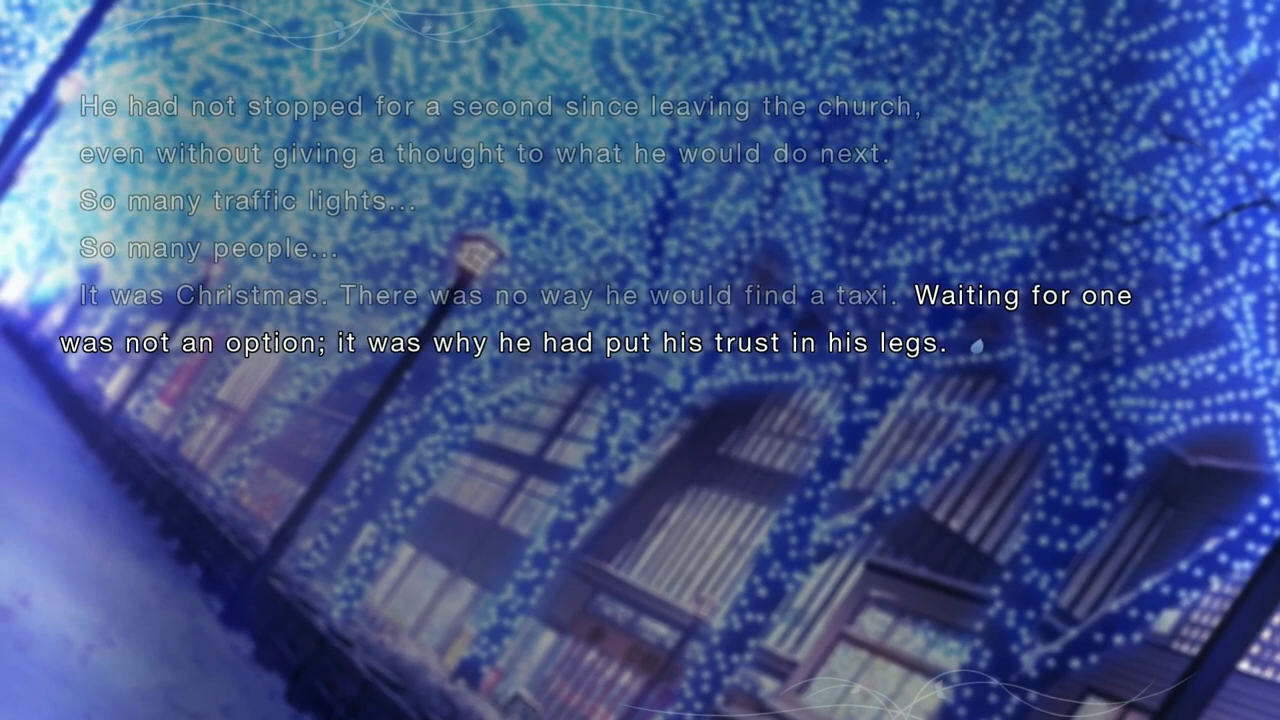 He had not stopped for a second since leaving the church,
even without giving a thought to what he would do next.
So many traffic lights...
So many people...
It was Christmas. There was no way he would find a taxi. Waiting for one
was not an option; it was why he had put his trust in his legs.